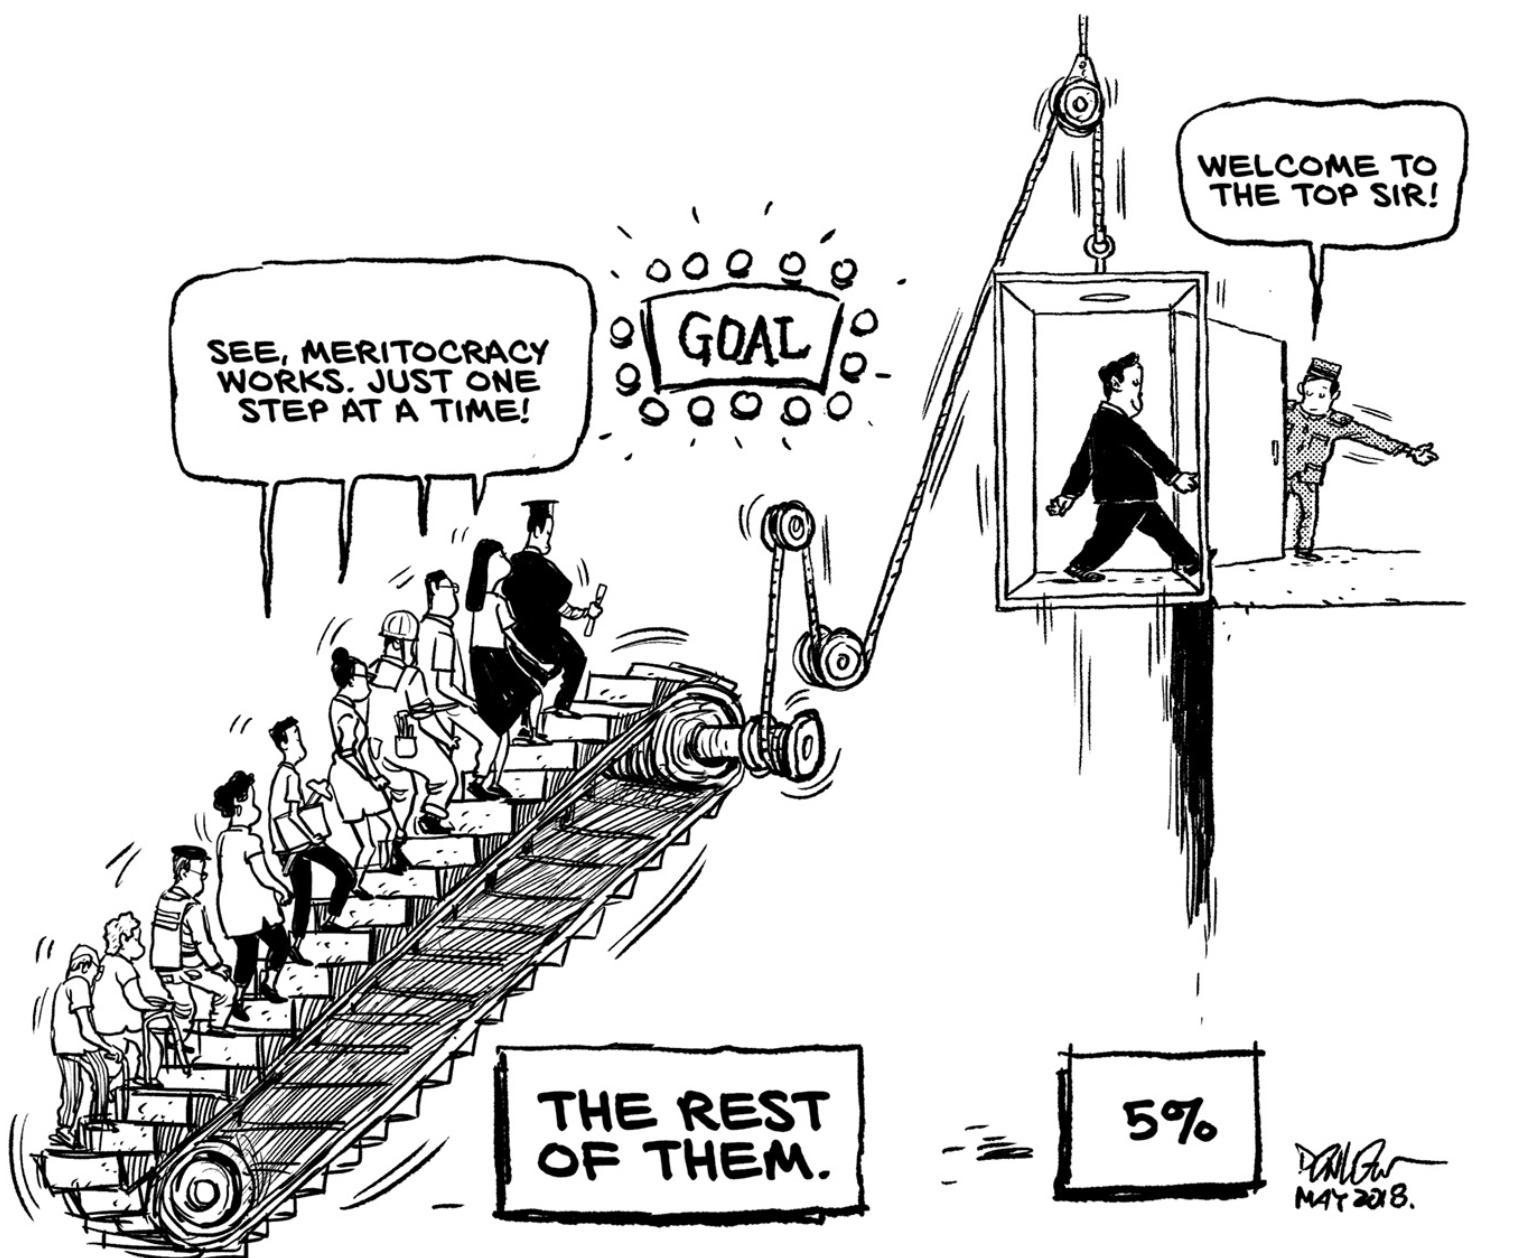 WELCOME TO
THE TOP SIR!
SEE, MERITOCRACY
WORKS. JUST ONE
STEP AT A TIME!
GOAL
THE REST
OF THEM.
5%
MAY 2018.